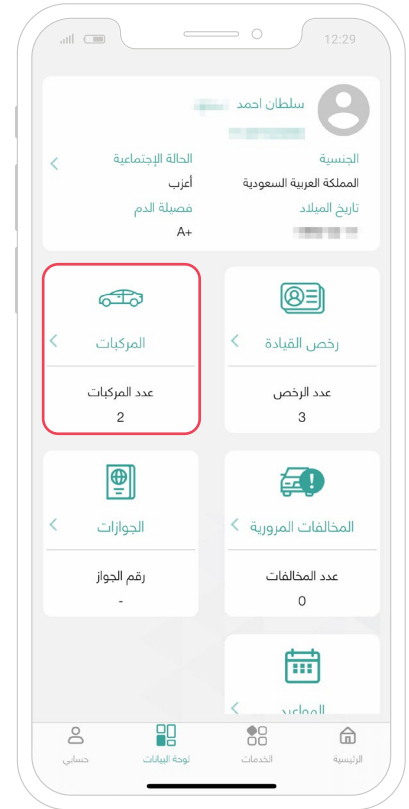 12:29
سلطان احمد
الجنسية
الحالة الإجتماعية
المملكة العربية السعودية
أعزب
تاريخ الميلاد
فصيلة الدم
A+
رخص القيادة
المركبات
عدد الرخص
عدد المركبات
3
2
المخالفات المرورية
الجوازات
عدد المخالفات
رقم الجواز
0
-
المواعيد
الرئيسية
الخدمات
لوحة البيانات
حسابي